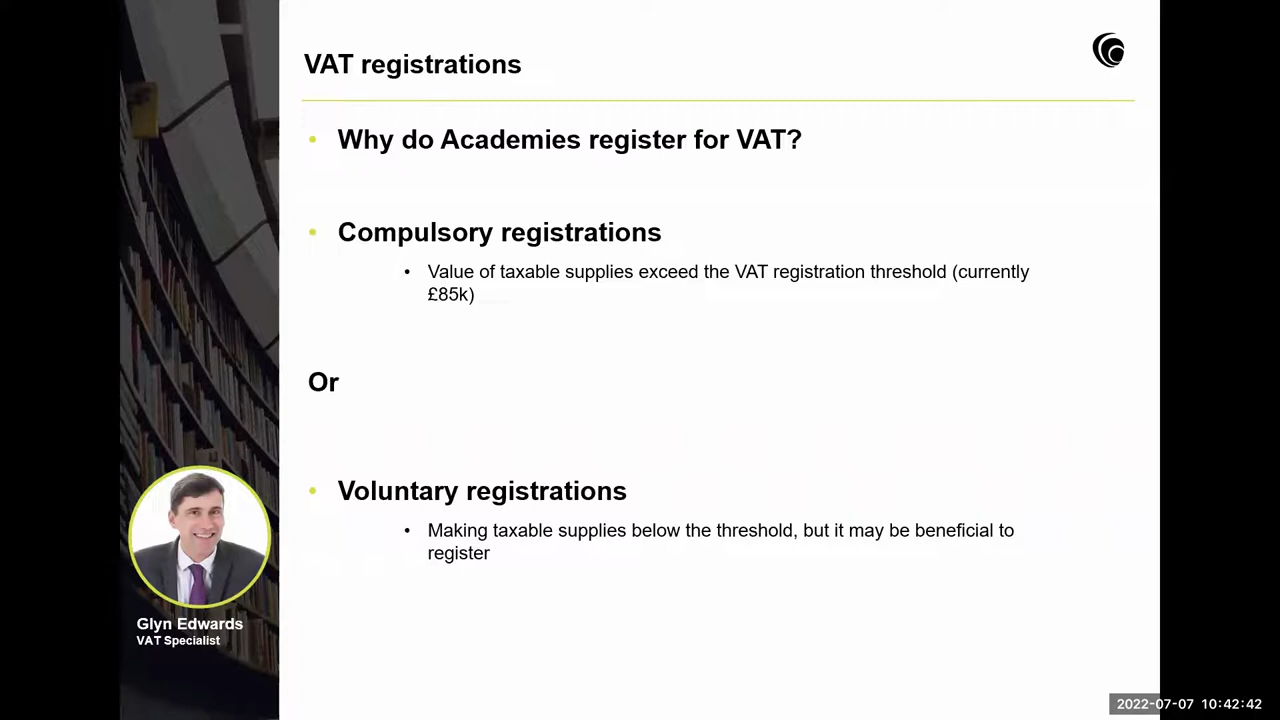 VAT registrations
• Why do Academies register for VAT?
• Compulsory registrations
• Value of taxable supplies exceed the VAT registration threshold (currently
£85k)
Or
• Voluntary registrations
• Making taxable supplies below the threshold, but it may be beneficial to
register
Glyn Edwards
VAT Specialist
2022-07-07 10:42:42